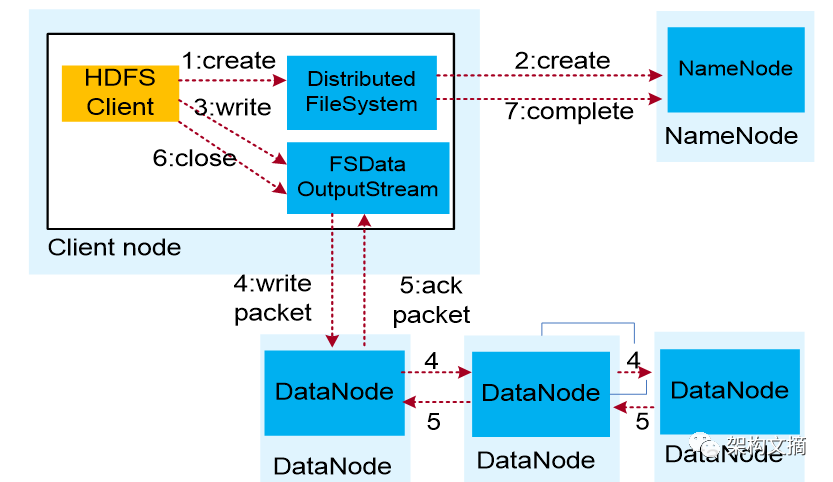 1:create
2:create
HDFS
Client
Distributed
FileSystem
NameNode
3:write
7:complete
NameNode
6:close
FSData
OutputStream
Client node
4:write
packet
5:ack
packet
4
4
DataNode
DataNode
DataNode
5
5
架构文摘
DataNode
DataNode
DataNode